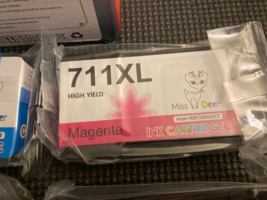 711XL
HIGH YIELD
Miss Deer
HIGH PERFORMANCE
Magenta
INK CARTRIDGE